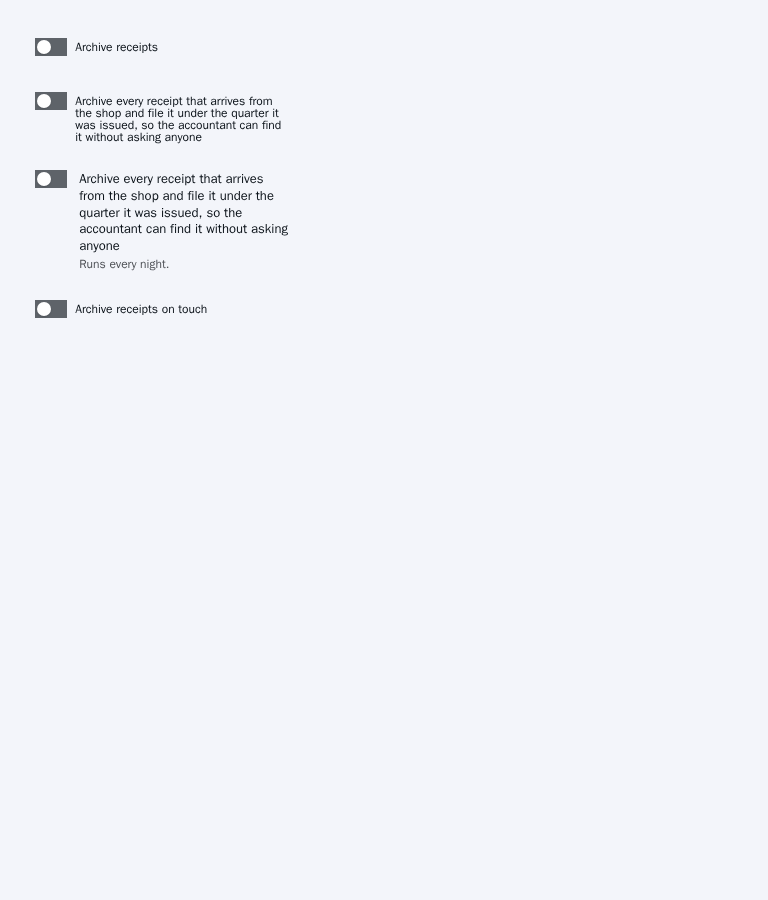 Archive receipts
Archive every receipt that arrives from
the shop and file it under the quarter it
was issued, so the accountant can find
it without asking anyone
Archive every receipt that arrives
from the shop and file it under the
quarter it was issued, so the
accountant can find it without asking
anyone
Runs every night.
Archive receipts on touch